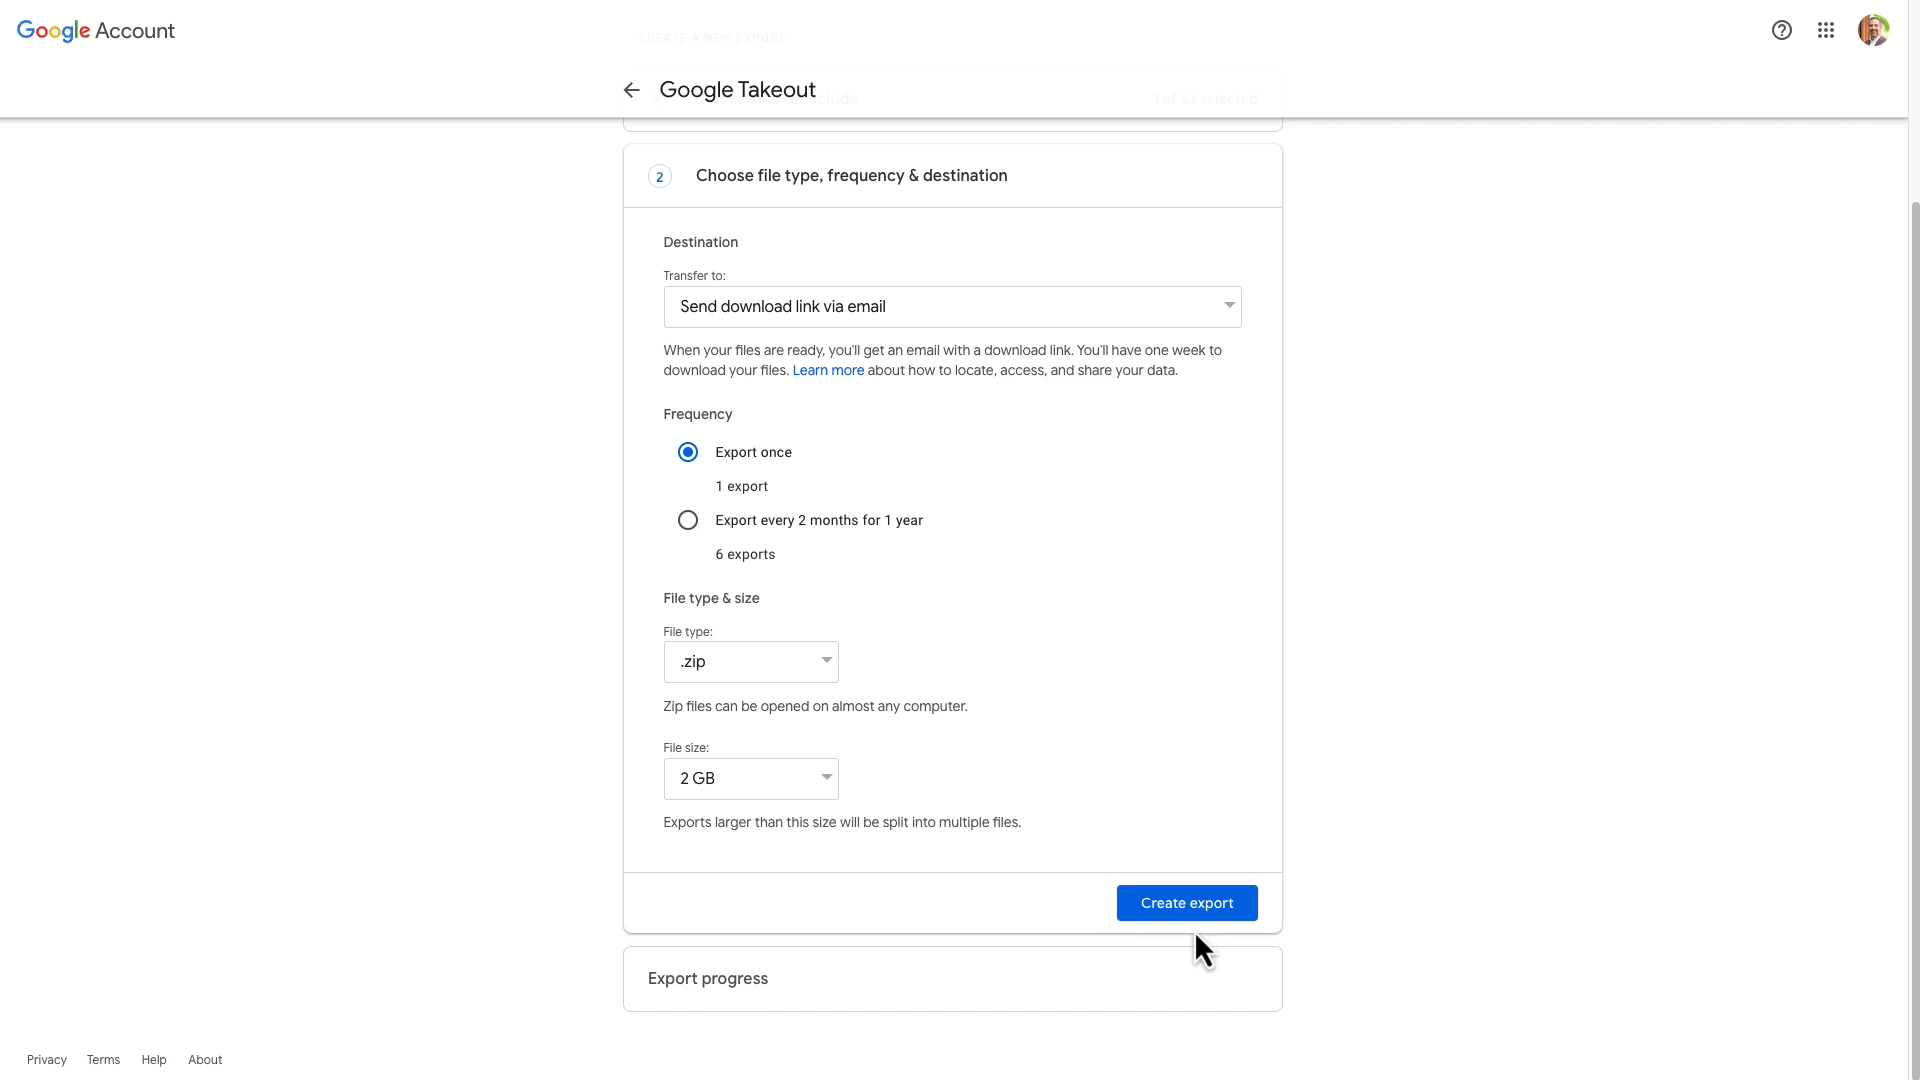 Google Account
CREATE A NEW EXPORT
Google Takeout
include
1 of 53 selected
2
Choose file type, frequency & destination
Destination
Transfer to:
Send download link via email
When your files are ready, you'll get an email with a download link. You'll have one week to
download your files. Learn more about how to locate, access, and share your data.
Frequency
Export once
1 export
Export every 2 months for 1 year
6 exports
File type & size
File type:
.zip
Zip files can be opened on almost any computer.
File size:
2 GB
Exports larger than this size will be split into multiple files.
Create export
Export progress
Privacy
Terms
Help
About